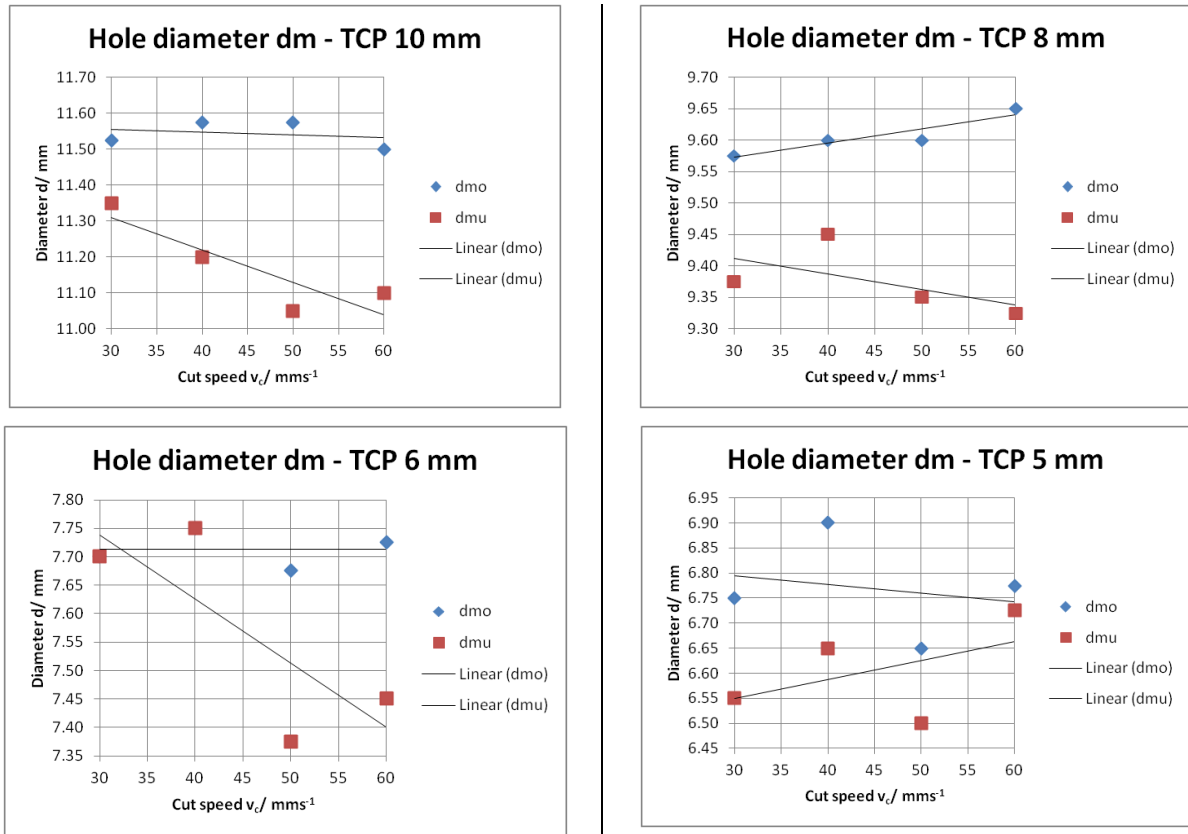 Hole diameter dm - TCP 10 mm
Diameter d/ mm
11.70
11.60
11.50
11.40
11.30
11.20
11.10
11.00
30 35 40 45 50 55 60
Cut speed vc/ mms-1
dmo
dmu
Linear (dmo)
Linear (dmu)
Hole diameter dm - TCP 8 mm
Diameter d/ mm
9.70
9.65
9.60
9.55
9.50
9.45
9.40
9.35
9.30
30 35 40 45 50 55 60
Cut speed vc/ mms-1
dmo
dmu
Linear (dmo)
Linear (dmu)
Hole diameter dm - TCP 6 mm
Diameter d/ mm
7.80
7.75
7.70
7.65
7.60
7.55
7.50
7.45
7.40
7.35
30 35 40 45 50 55 60
Cut speed vc/ mms-1
dmo
dmu
Linear (dmo)
Linear (dmu)
Hole diameter dm - TCP 5 mm
Diameter d/ mm
6.95
6.90
6.85
6.80
6.75
6.70
6.65
6.60
6.55
6.50
6.45
30 35 40 45 50 55 60
Cut speed vc/ mms-1
dmo
dmu
Linear (dmo)
Linear (dmu)